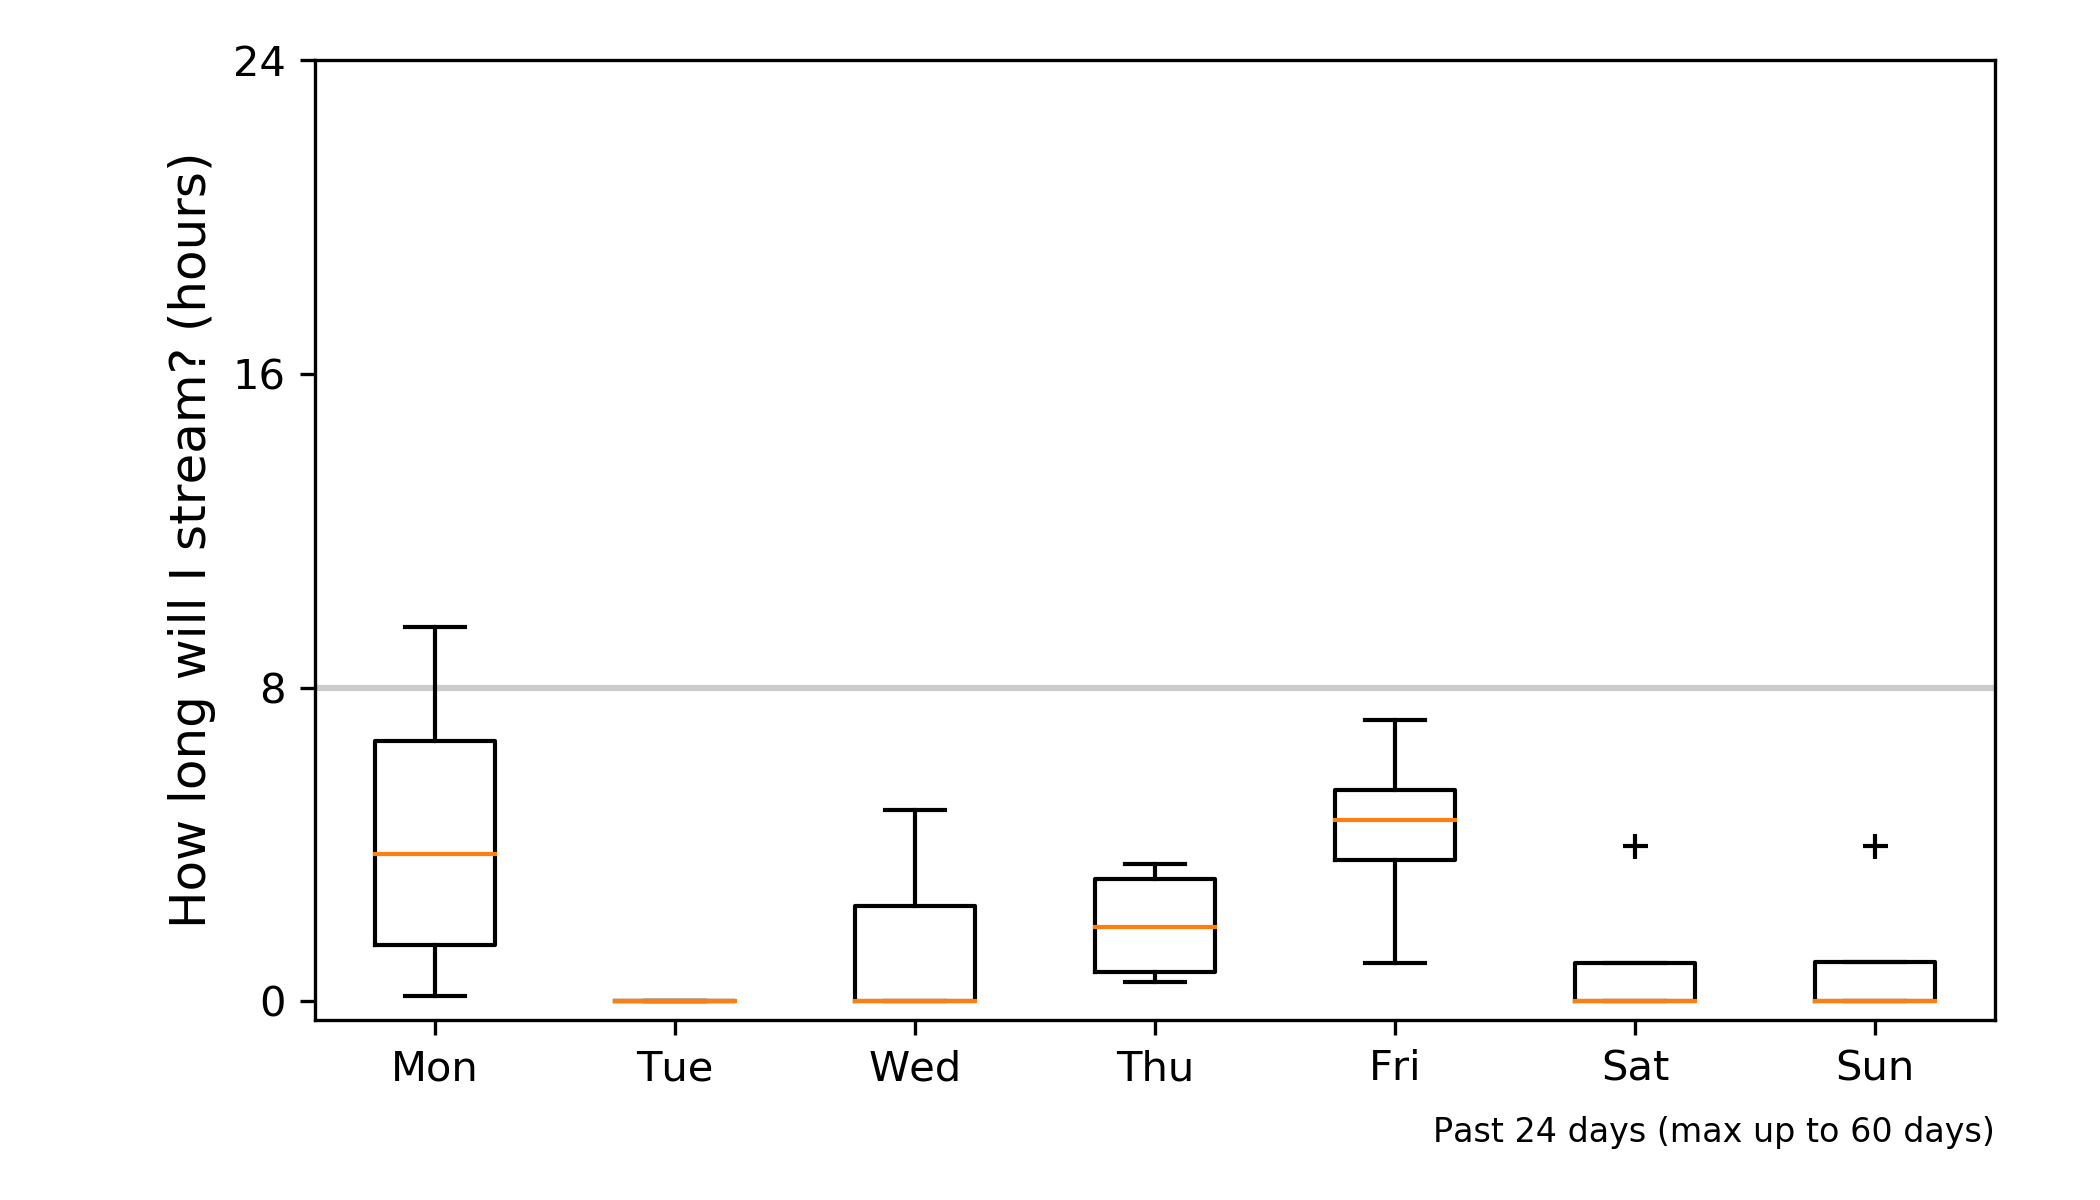 How long will I stream? (hours)
24
16
8
0
Mon Tue Wed Thu Fri Sat Sun
Past 24 days (max up to 60 days)